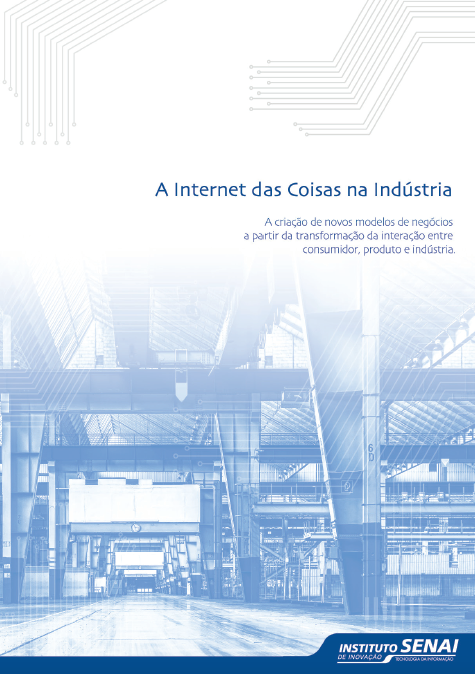 A Internet das Coisas na Indústria
A criação de novos modelos de negócios
a partir da transformação da interação entre
consumidor, produto e indústria.
6
D
INSTITUTO SENAI
DE INOVAÇÃO TECNOLOGIA DA INFORMAÇÃO